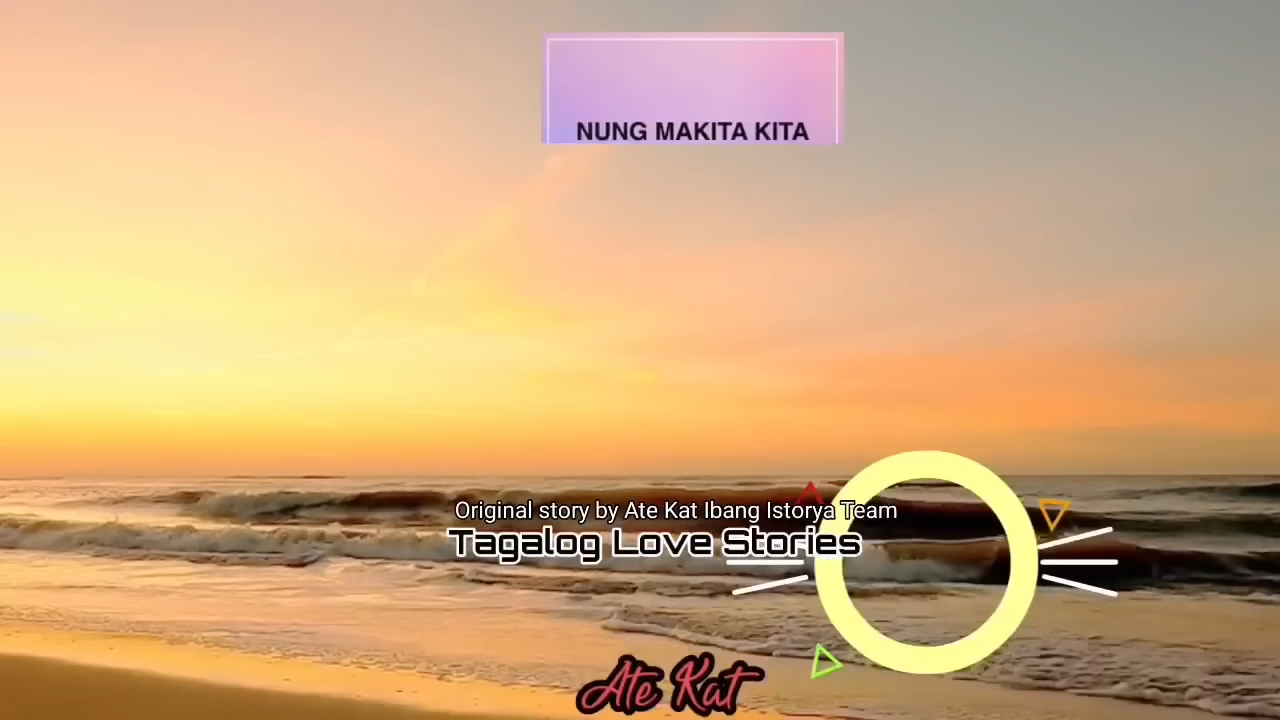 NUNG MAKITA KITA
Original story by Ate Kat Ibang Istorya Team
Tagalog Love Stories
Ate Kat